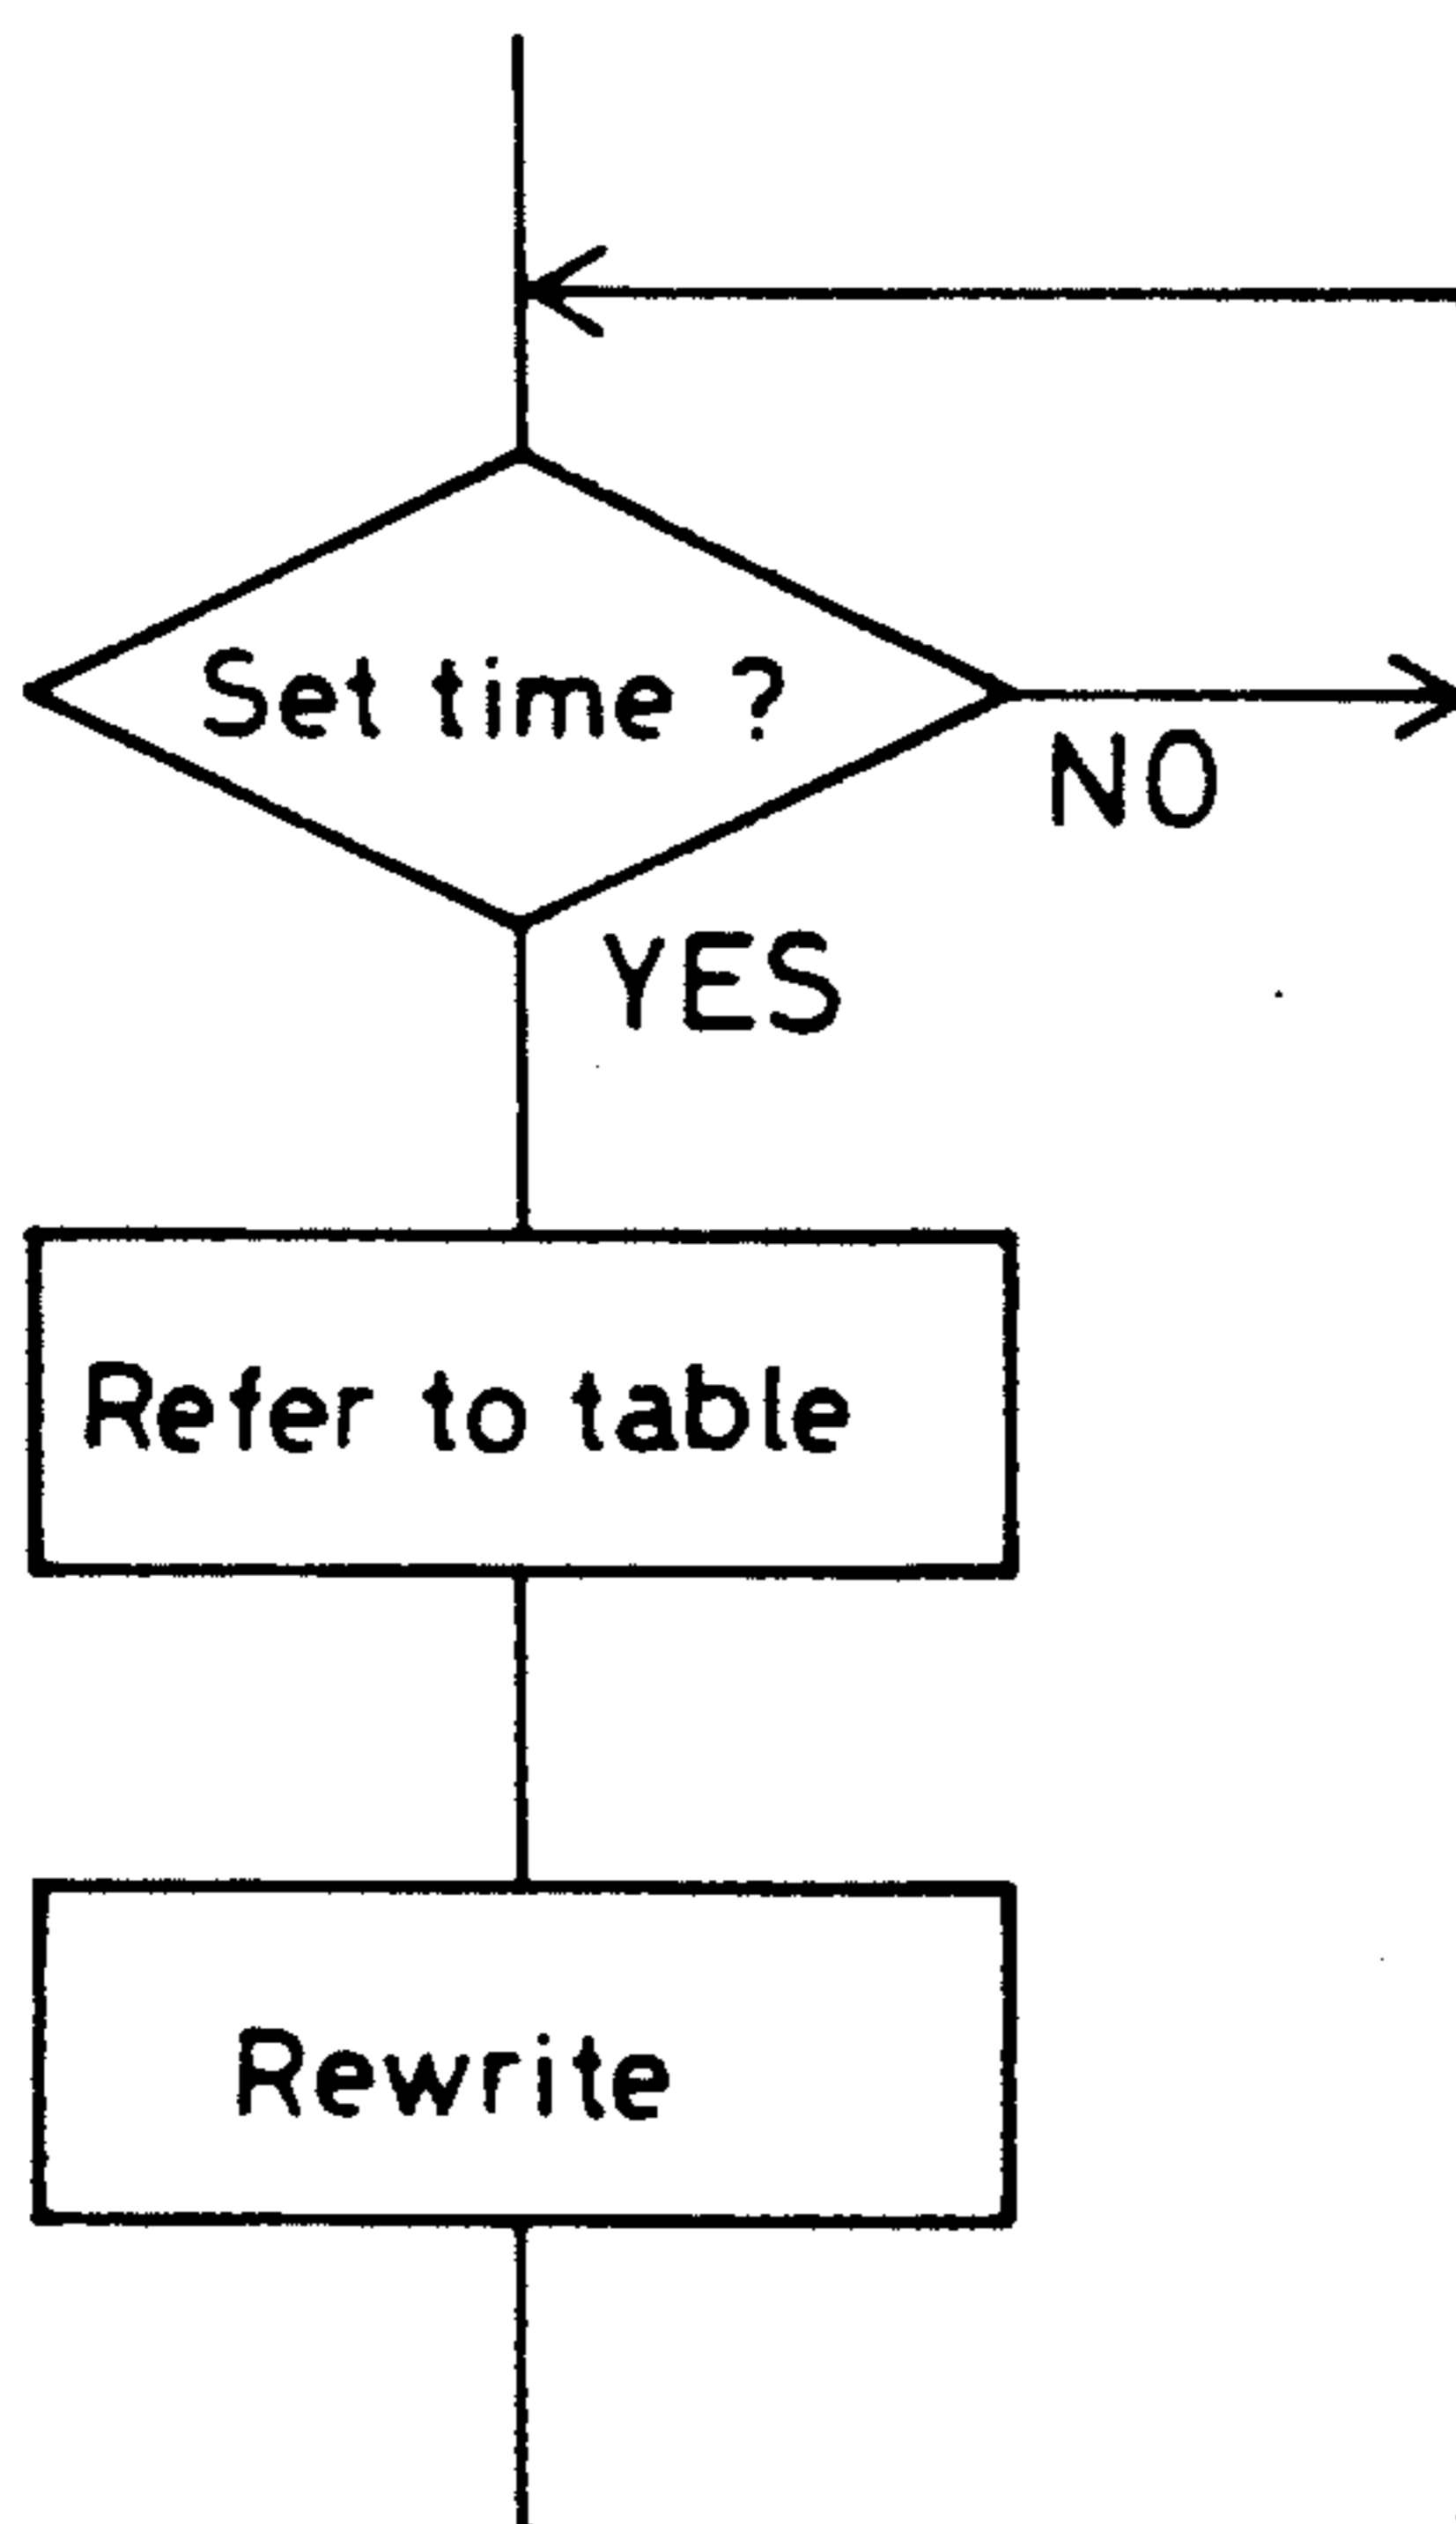 Set time ?
NO
YES
Refer to table
Rewrite